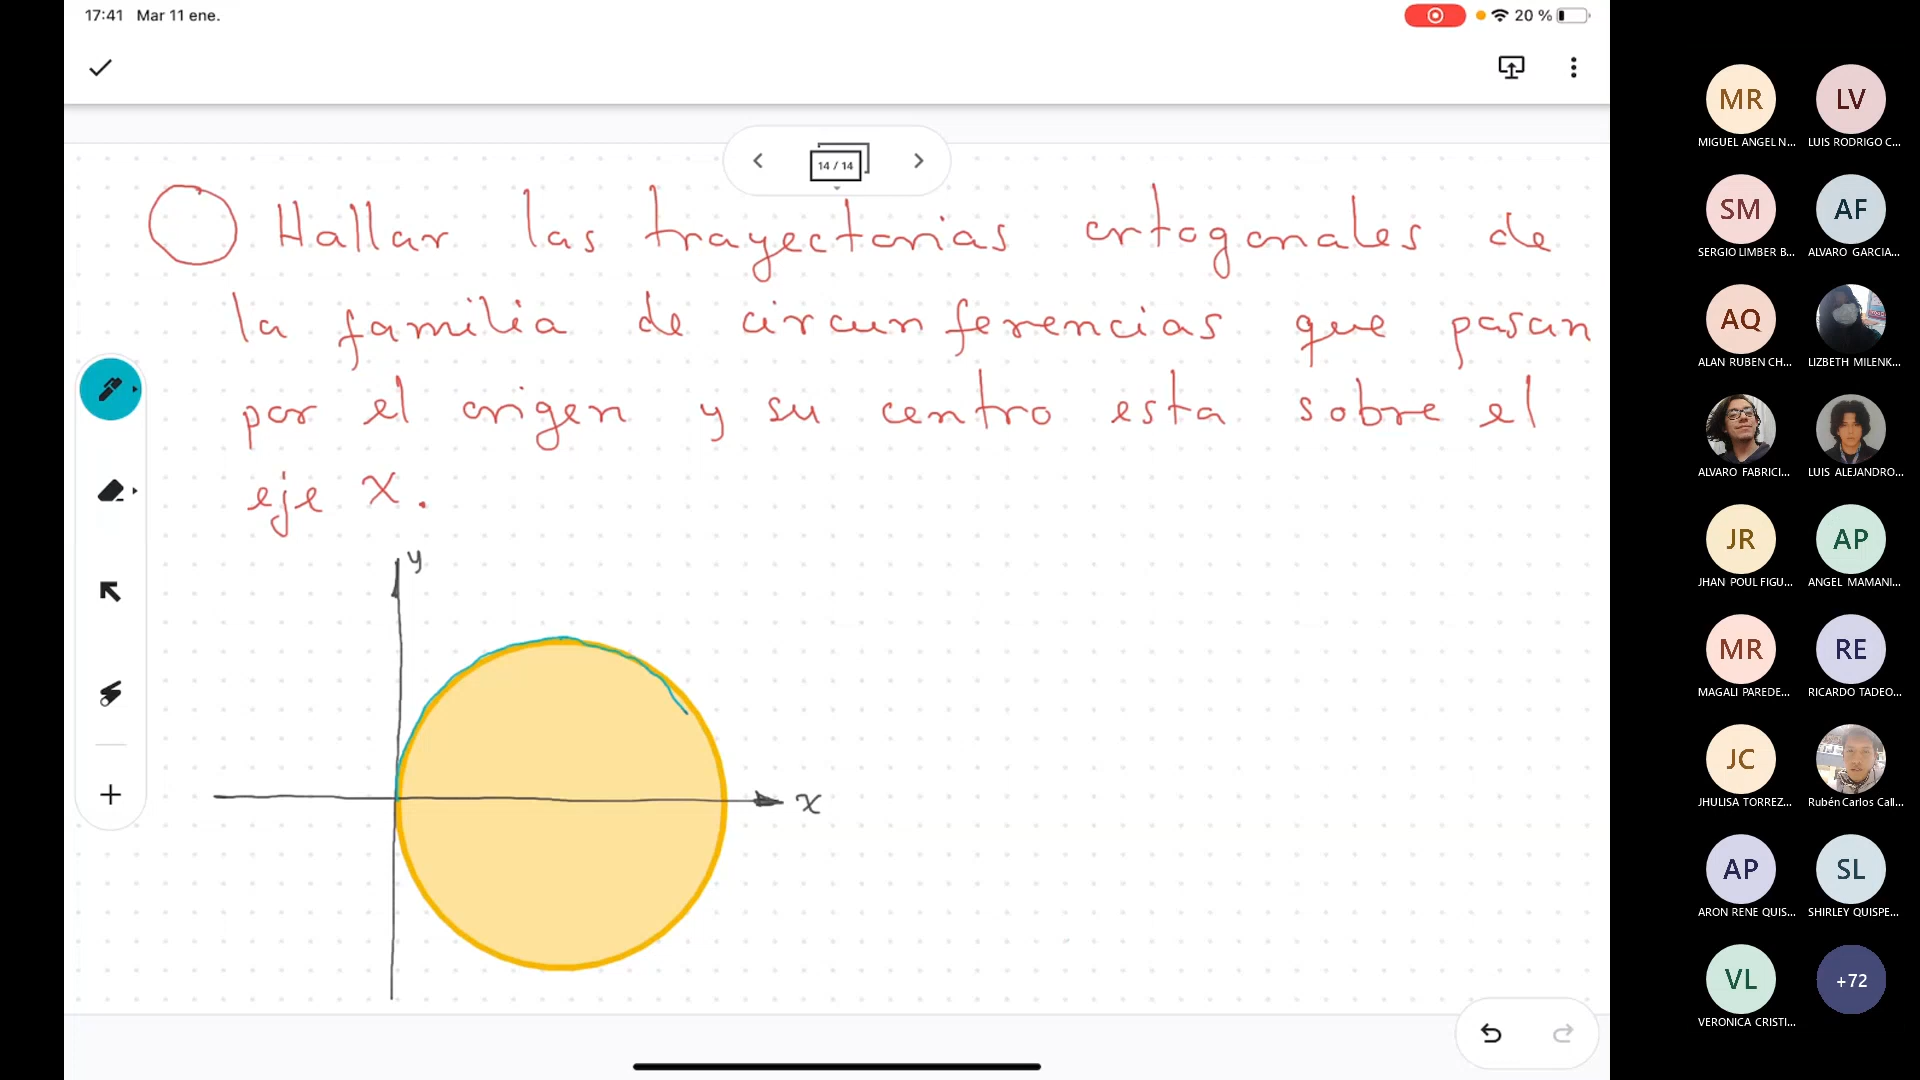 17:41 Mar 11 ene.
20 %
14 / 14
Hallar las trayectorias ortogonales de
la familia de circunferencias que pasan
por el origen y su centro esta sobre el
eje x.
y
x
MR LV
MIGUEL ANGEL N... LUIS RODRIGO C...
SM AF
SERGIO LIMBER B... ALVARO GARCIA...
AQ
ALAN RUBEN CH... LIZBETH MILENK...
ALVARO FABRICI... LUIS ALEJANDRO...
JR AP
JHAN POUL FIGU... ANGEL MAMANI...
MR RE
MAGALI PAREDE... RICARDO TADEO...
JC
JHULISA TORREZ... Rubén Carlos Call...
AP SL
ARON RENE QUIS... SHIRLEY QUISPE...
VL +72
VERONICA CRISTI...